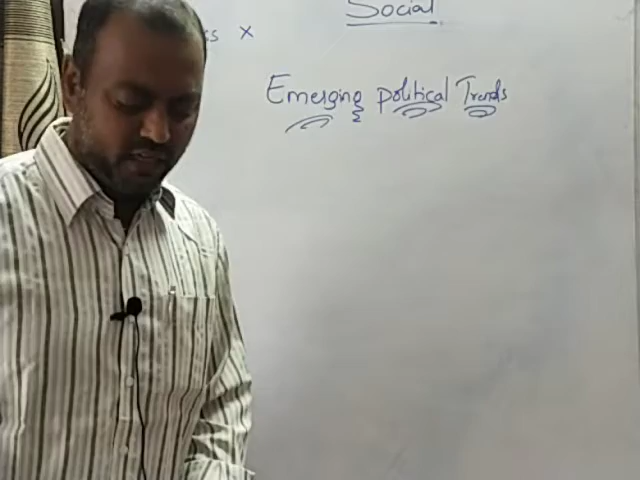 Social
x
Emerging political Trends